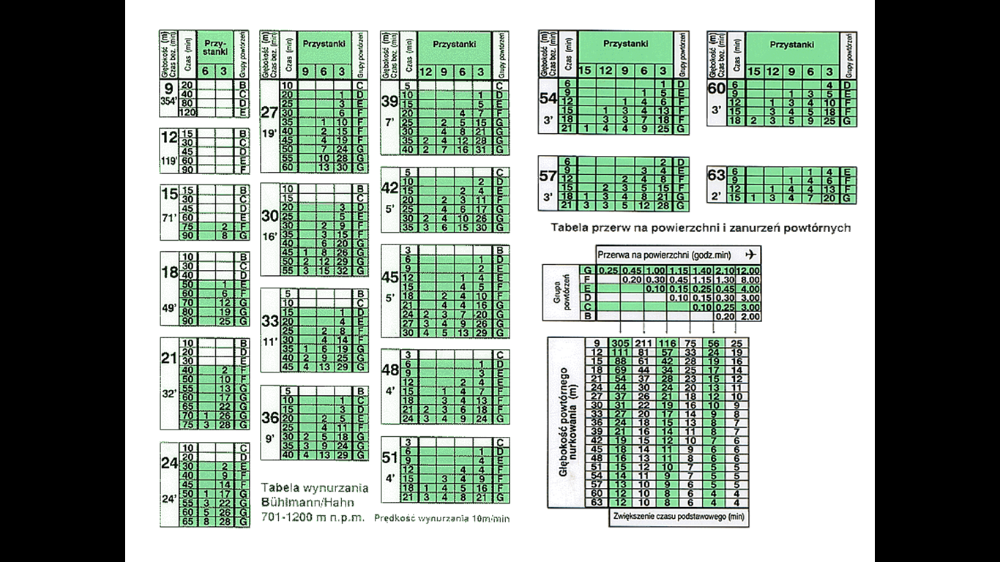 Głębokość (m) Czas bez. (min) Czas (min) Przy-stanki Grupy powtórzeń
6 3
9 354'
20 B
40 C
80 D
120 E
12 119'
15 B
30 C
45 D
60 E
90 F
15 71'
15 B
30 C
45 D
60 E
75 2 F
90 8 G
18 49'
10 B
30 C
40 D
50 1 E
60 6 F
70 12 G
80 19 G
90 25 G
21 32'
10 B
20 D
30 E
40 2 F
50 10 F
55 13 G
60 17 G
65 22 G
70 1 26 G
75 3 28 G
24 24'
10 C
20 D
30 2 E
40 9 F
45 14 F
50 1 17 G
55 3 22 G
60 5 26 G
65 8 28 G
Głębokość (m) Czas bez. (min) Czas (min) Przystanki Grupy powtórzeń
9 6 3
27 19'
10 C
20 1 D
25 3 E
30 6 F
35 1 10 F
40 2 15 F
45 4 19 F
50 7 24 G
55 10 28 G
60 13 30 G
30 16'
10 B
15 C
20 3 D
25 5 E
30 2 9 F
35 3 15 F
40 6 20 G
45 1 8 26 G
50 2 12 29 G
55 3 15 32 G
33 11'
5 B
10 C
15 1 D
20 4 E
25 2 8 F
30 4 14 F
35 1 6 19 G
40 2 9 25 G
45 4 13 29 G
36 9'
5 B
10 1 C
15 3 D
20 2 5 E
25 4 11 F
30 2 5 18 G
35 3 9 24 G
40 4 13 29 G
Tabela wynurzania
Bühlmann/Hahn
701-1200 m n.p.m.
Głębokość (m) Czas bez. (min) Czas (min) Przystanki Grupy powtórzeń
12 9 6 3
39 7'
5 C
10 1 D
15 5 E
20 4 7 F
25 2 5 15 G
30 4 8 21 G
35 2 4 12 28 G
40 2 7 16 31 G
42 5'
5 C
10 2 D
15 2 4 E
20 2 3 11 F
25 4 6 17 G
30 2 4 10 26 G
35 3 6 15 30 G
45 5'
3 B
6 1 D
9 2 E
12 1 4 E
15 4 5 F
18 2 4 10 F
21 4 4 16 G
24 2 3 7 20 G
27 3 4 9 26 G
30 4 5 13 29 G
48 4'
3 C
6 1 D
9 3 E
12 2 4 E
15 1 4 7 F
18 3 4 13 F
21 2 3 6 18 G
24 3 4 9 24 G
51 4'
3 C
6 1 D
9 4 E
12 4 4 F
15 3 4 9 F
18 1 4 5 16 F
21 3 4 8 21 G
Prędkość wynurzania 10m/min
Głębokość (m) Czas bez. (min) Czas (min) Przystanki Grupy powtórzeń
15 12 9 6 3
54 3'
6 1 D
9 1 5 E
12 1 4 6 F
15 1 3 4 13 F
18 3 3 7 18 F
21 1 4 4 9 25 G
57 3'
6 2 D
9 3 4 E
12 2 4 8 F
15 2 3 5 15 F
18 1 3 4 8 21 G
21 3 3 5 12 28 G
Głębokość (m) Czas bez. (min) Czas (min) Przystanki Grupy powtórzeń
15 12 9 6 3
60 3'
6 4 D
9 1 3 5 E
12 1 3 4 10 F
15 3 4 5 18 F
18 2 3 5 9 25 G
63 2'
6 1 4 E
9 1 4 6 F
12 1 4 4 13 F
15 1 3 4 7 20 G
Tabela przerw na powierzchni i zanurzeń powtórnych
Przerwa na powierzchni (godz.min)
Grupa powtórzeń
G 0.25 0.45 1.00 1.15 1.40 2.10 12.00
F 0.20 0.30 0.45 1.15 1.30 8.00
E 0.10 0.15 0.25 0.45 4.00
D 0.10 0.15 0.30 3.00
C 0.10 0.25 3.00
B 0.20 2.00
Głębokość powtórnego nurkowania (m)
9 305 211 116 75 56 25
12 111 81 57 33 24 19
15 88 61 42 28 19 16
18 69 44 34 25 17 14
21 54 37 28 23 15 12
24 44 30 24 20 13 11
27 37 26 21 18 12 10
30 31 22 19 16 10 9
33 27 20 17 14 9 8
36 24 18 15 13 8 7
39 21 16 14 11 8 7
42 19 15 12 10 7 6
45 18 14 11 9 6 6
48 16 13 11 8 6 6
51 15 12 10 7 5 5
54 14 11 9 7 5 5
57 13 10 9 6 5 5
60 12 10 8 6 4 4
63 12 10 8 6 4 4
Zwiększenie czasu podstawowego (min)